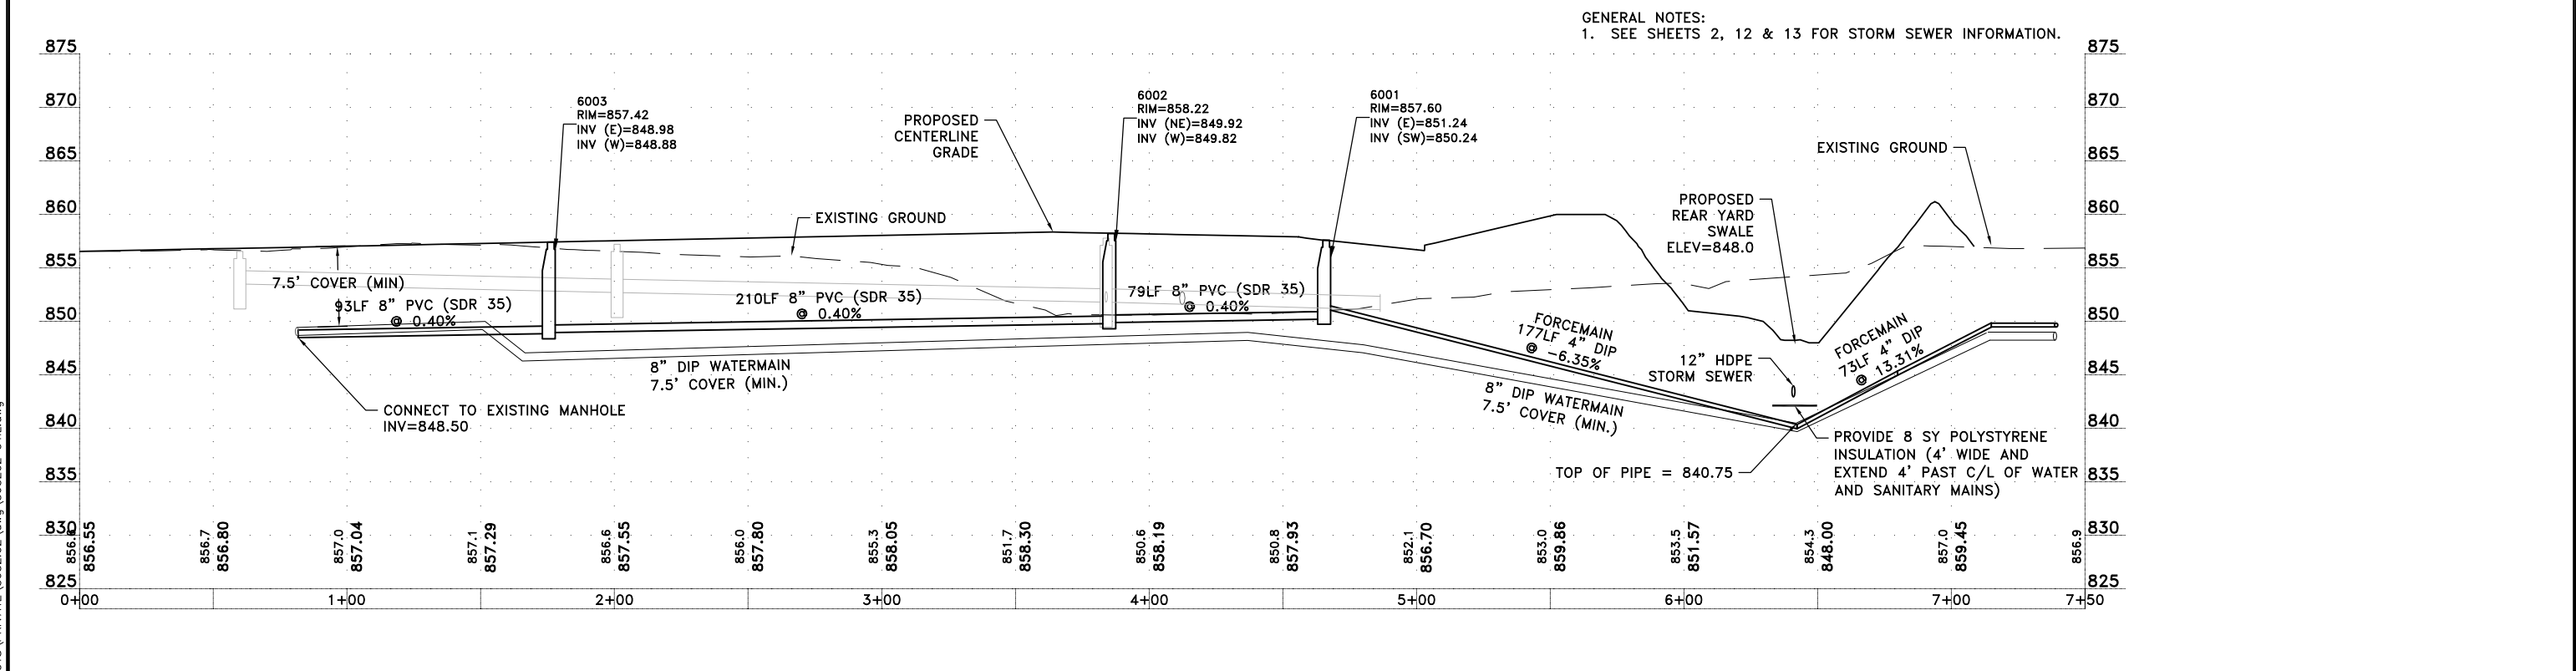 GENERAL NOTES:
1. SEE SHEETS 2, 12 & 13 FOR STORM SEWER INFORMATION.
875
875
870
870
865
865
860
860
855
855
850
850
845
845
840
840
835
835
830
830
825
825
6003
RIM=857.42
INV (E)=848.98
INV (W)=848.88
PROPOSED
CENTERLINE
GRADE
6002
RIM=858.22
INV (NE)=849.92
INV (W)=849.82
6001
RIM=857.60
INV (E)=851.24
INV (SW)=850.24
EXISTING GROUND
PROPOSED
REAR YARD
SWALE
ELEV=848.0
EXISTING GROUND
7.5' COVER (MIN)
93LF 8" PVC (SDR 35)
@ 0.40%
210LF 8" PVC (SDR 35)
@ 0.40%
79LF 8" PVC (SDR 35)
@ 0.40%
FORCEMAIN
177LF 4" DIP
@ -6.35%
FORCEMAIN
73LF 4" DIP
@ 13.31%
12" HDPE
STORM SEWER
8" DIP WATERMAIN
7.5' COVER (MIN.)
8" DIP WATERMAIN
7.5' COVER (MIN.)
CONNECT TO EXISTING MANHOLE
INV=848.50
TOP OF PIPE = 840.75
PROVIDE 8 SY POLYSTYRENE
INSULATION (4' WIDE AND
EXTEND 4' PAST C/L OF WATER
AND SANITARY MAINS)
856.55
856.7
856.80
857.0
857.04
857.1
857.29
856.6
857.55
856.0
857.80
855.3
858.05
851.7
858.30
850.6
858.19
850.8
857.93
852.1
856.70
853.0
859.86
853.5
851.57
854.3
848.00
857.0
859.45
856.9
0+00
1+00
2+00
3+00
4+00
5+00
6+00
7+00
7+50